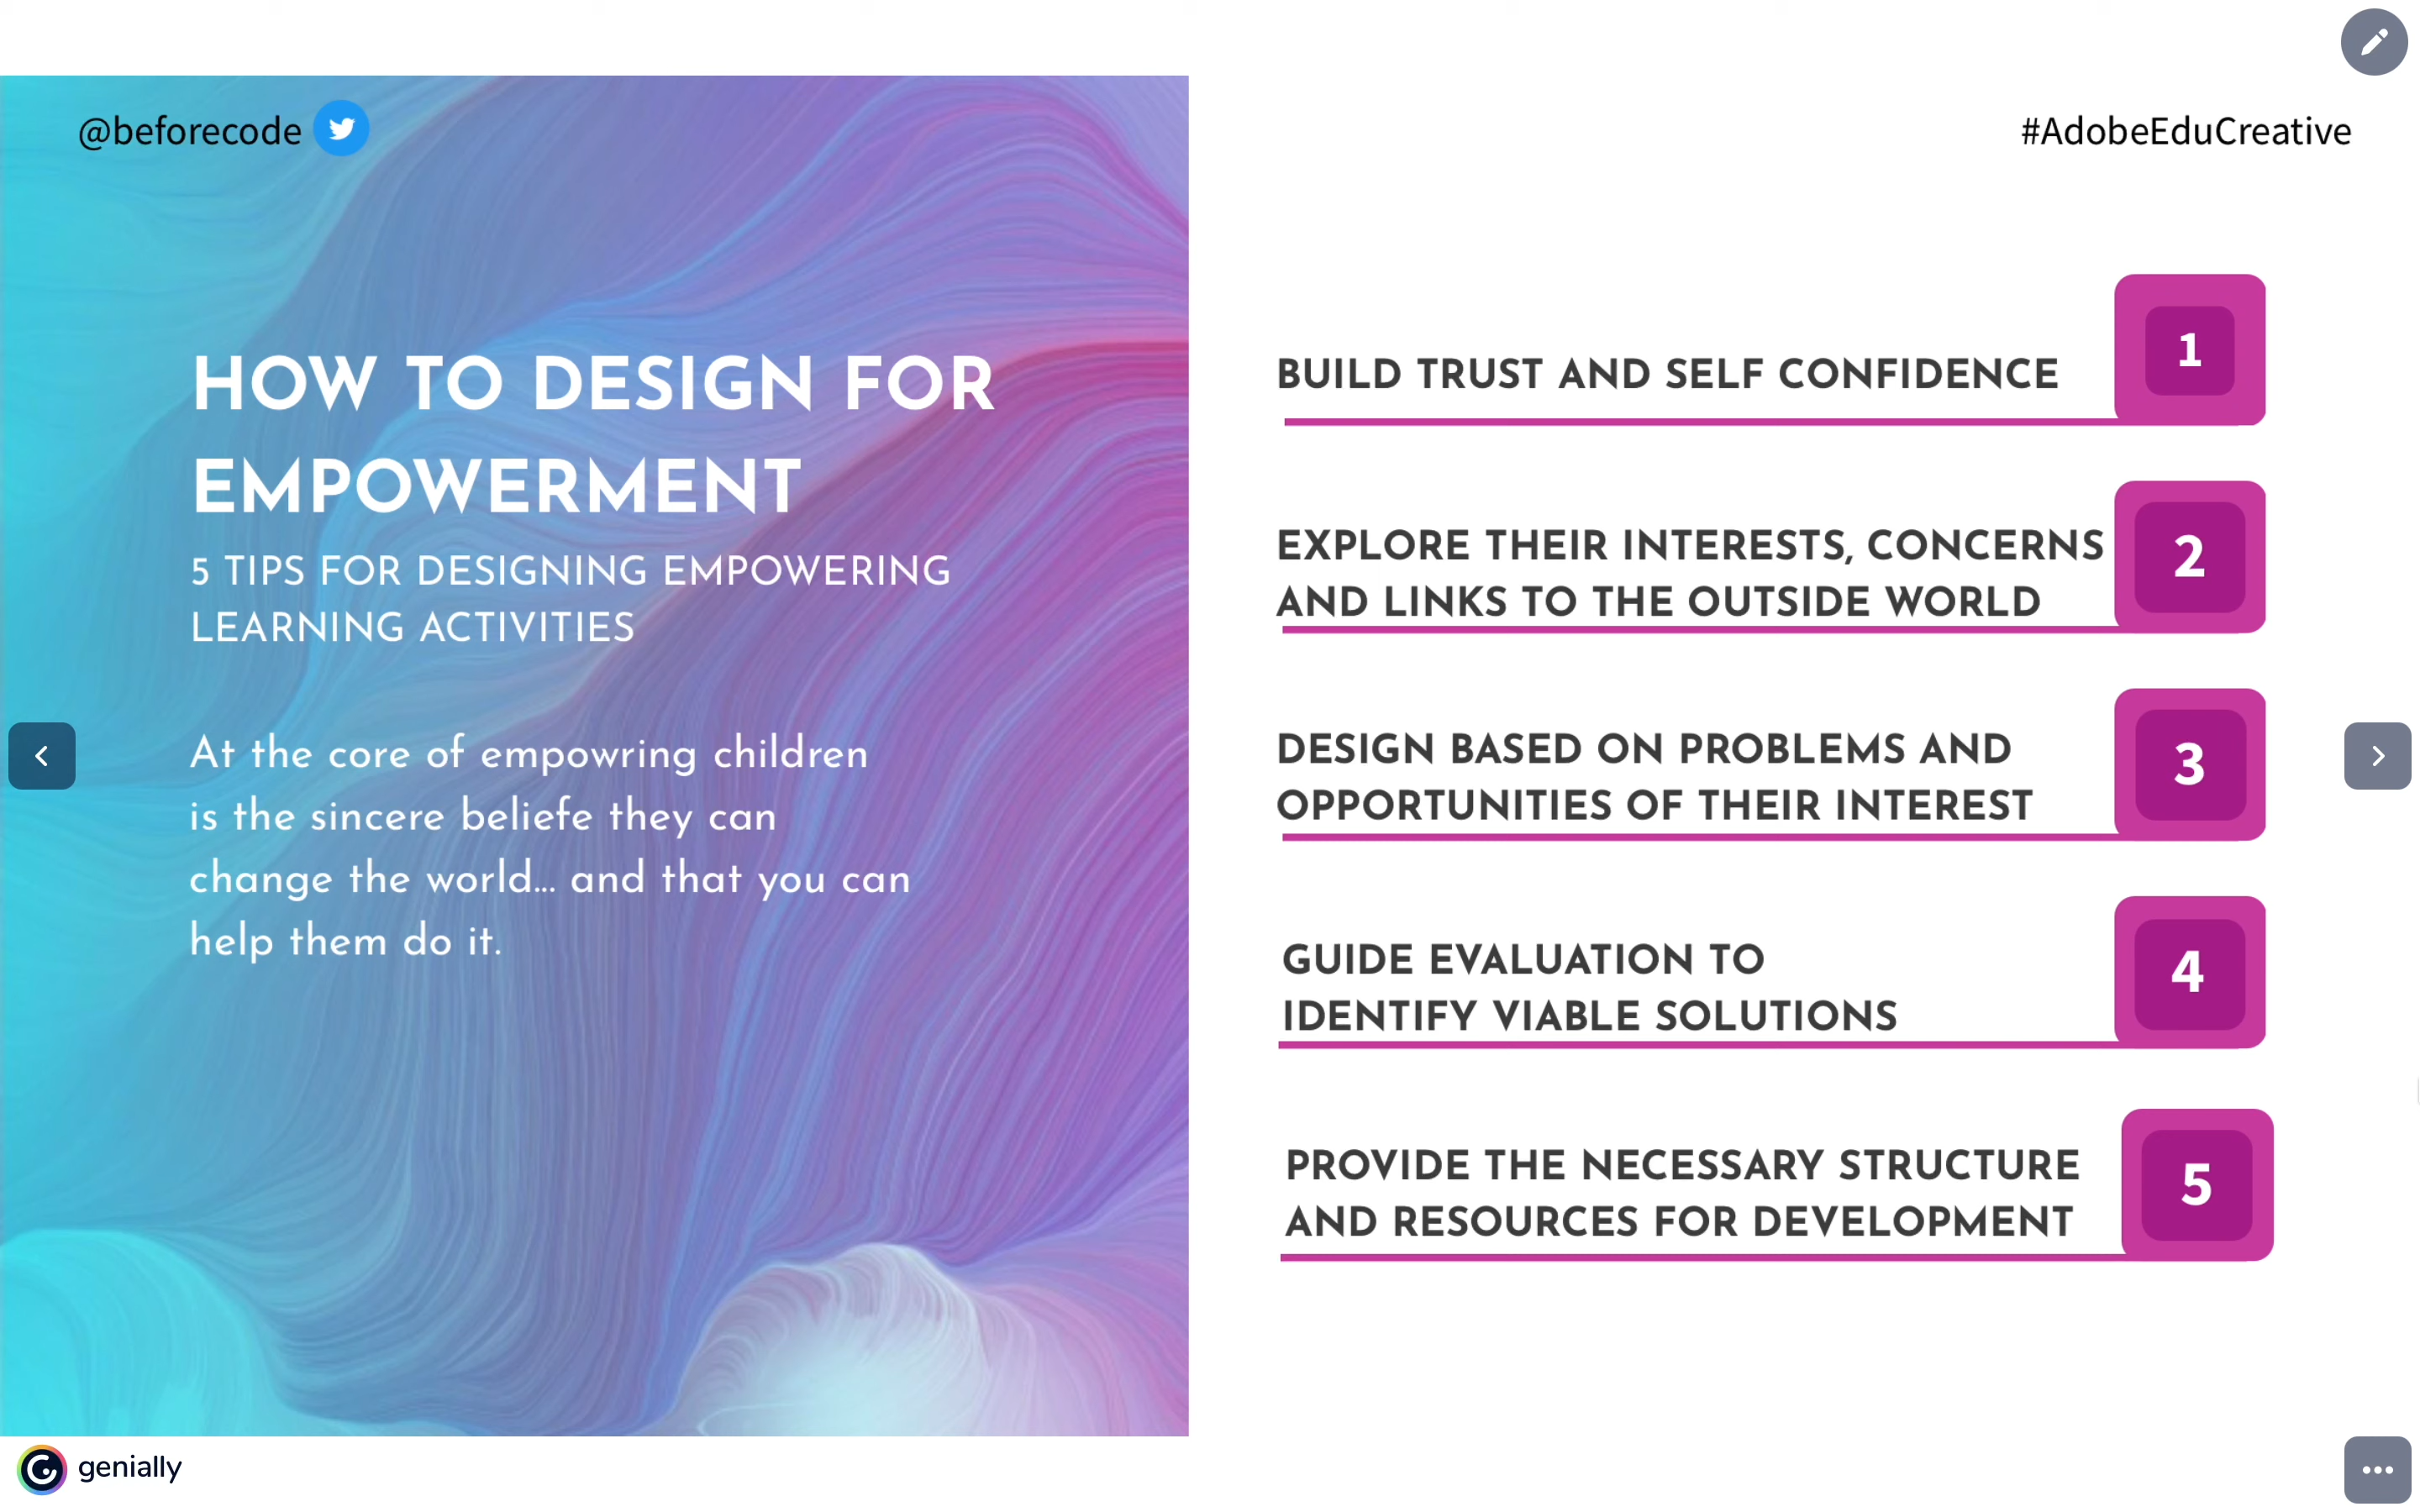 @beforecode
#AdobeEduCreative
HOW TO DESIGN FOR
EMPOWERMENT
5 TIPS FOR DESIGNING EMPOWERING
LEARNING ACTIVITIES
At the core of empowring children
is the sincere beliefe they can
change the world... and that you can
help them do it.
BUILD TRUST AND SELF CONFIDENCE
1
EXPLORE THEIR INTERESTS, CONCERNS
AND LINKS TO THE OUTSIDE WORLD
2
DESIGN BASED ON PROBLEMS AND
OPPORTUNITIES OF THEIR INTEREST
3
GUIDE EVALUATION TO
IDENTIFY VIABLE SOLUTIONS
4
PROVIDE THE NECESSARY STRUCTURE
AND RESOURCES FOR DEVELOPMENT
5
genially